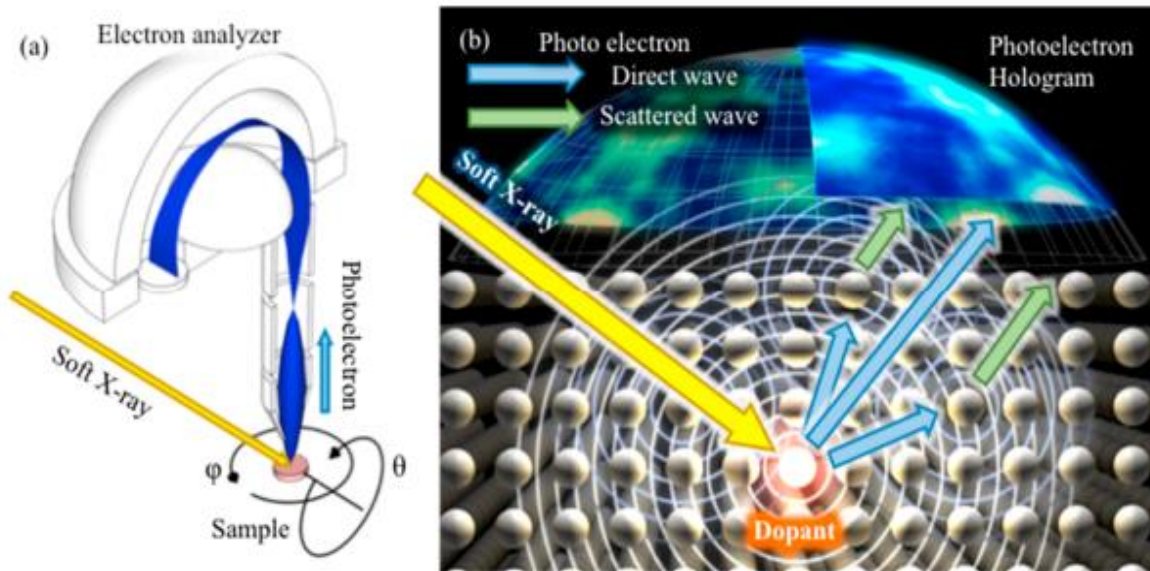 (a)
Electron analyzer
Soft X-ray
Photoelectron
φ
θ
Sample
(b)
Photo electron
Direct wave
Scattered wave
Photoelectron
Hologram
Soft X-ray
Dopant